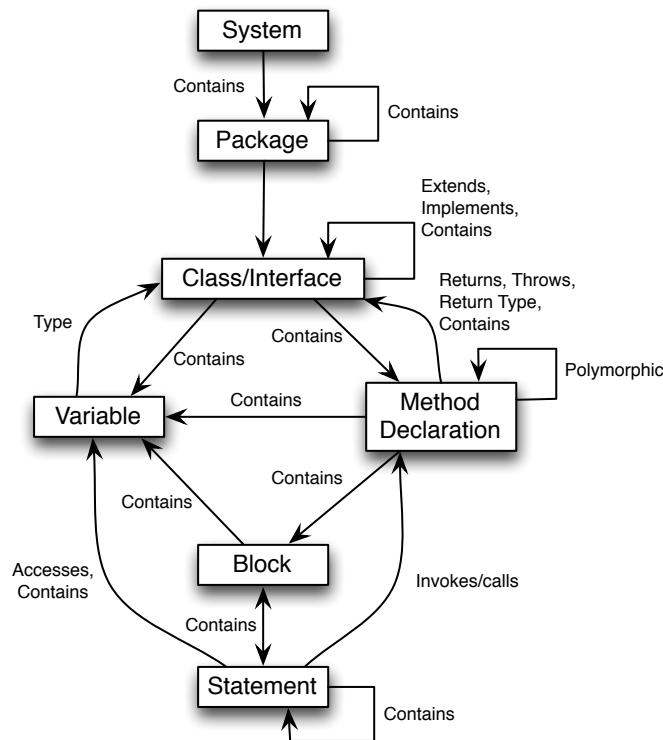 System
Contains
Contains
Package
Extends,
Implements,
Contains
Class/Interface
Returns, Throws,
Return Type,
Contains
Type
Contains
Contains
Polymorphic
Variable
Contains
Method
Declaration
Contains
Contains
Block
Accesses,
Contains
Invokes/calls
Contains
Statement
Contains